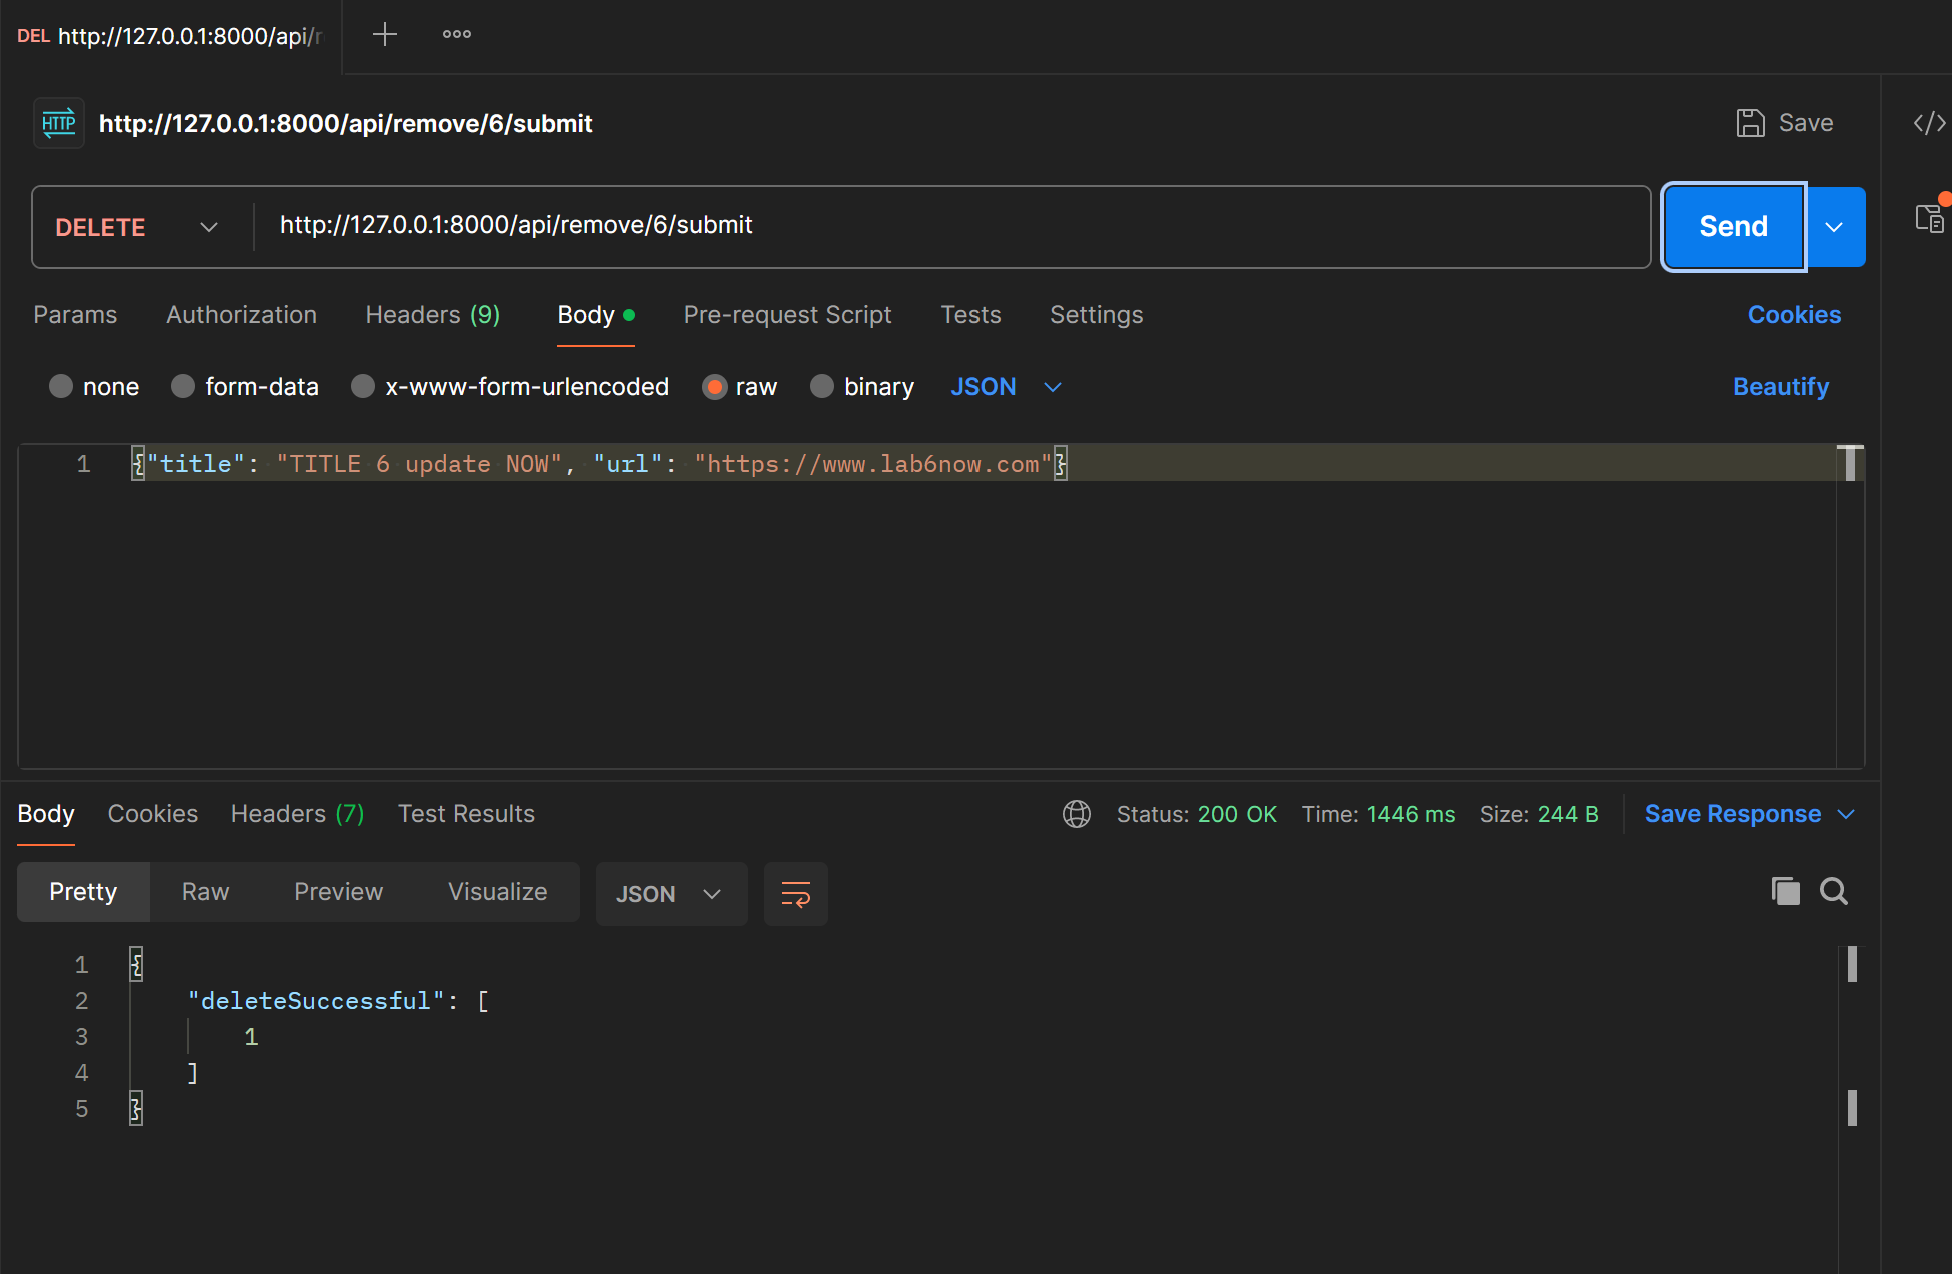 DEL http://127.0.0.1:8000/api/r
HTTP http://127.0.0.1:8000/api/remove/6/submit Save
DELETE http://127.0.0.1:8000/api/remove/6/submit Send
Params Authorization Headers (9) Body Pre-request Script Tests Settings Cookies
none form-data x-www-form-urlencoded raw binary JSON Beautify
1 {"title": "TITLE 6 update NOW", "url": "https://www.lab6now.com"}
Body Cookies Headers (7) Test Results Status: 200 OK Time: 1446 ms Size: 244 B Save Response
Pretty Raw Preview Visualize JSON
1 {
2 "deleteSuccessful": [
3 1
4 ]
5 }